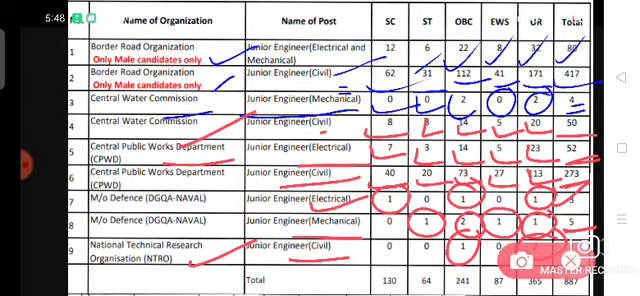 5:48
Name of Organization Name of Post SC ST OBC EWS UR Total
1 Border Road Organization Junior Engineer(Electrical and 12 6 22 8 32 80
Only Male candidates only Mechanical)
2 Border Road Organization Junior Engineer(Civil) 62 31 112 41 171 417
Only Male candidates only
3 Central Water Commission Junior Engineer(Mechanical) 0 0 2 0 2 4
4 Central Water Commission Junior Engineer(Civil) 8 14 20 50
5 Central Public Works Department Junior Engineer(Electrical) 7 3 14 5 23 52
(CPWD)
6 Central Public Works Department Junior Engineer(Civil) 40 20 73 27 113 273
(CPWD)
7 M/o Defence (DGQA-NAVAL) Junior Engineer(Electrical) 1 0 1 0 1 3
8 M/o Defence (DGQA-NAVAL) Junior Engineer(Mechanical) 0 1 2 1 1 5
9 National Technical Research Junior Engineer(Civil) 0 0 1 0
Organisation (NTRO)
MASTER RECORDER
Total 130 64 241 87 365 887